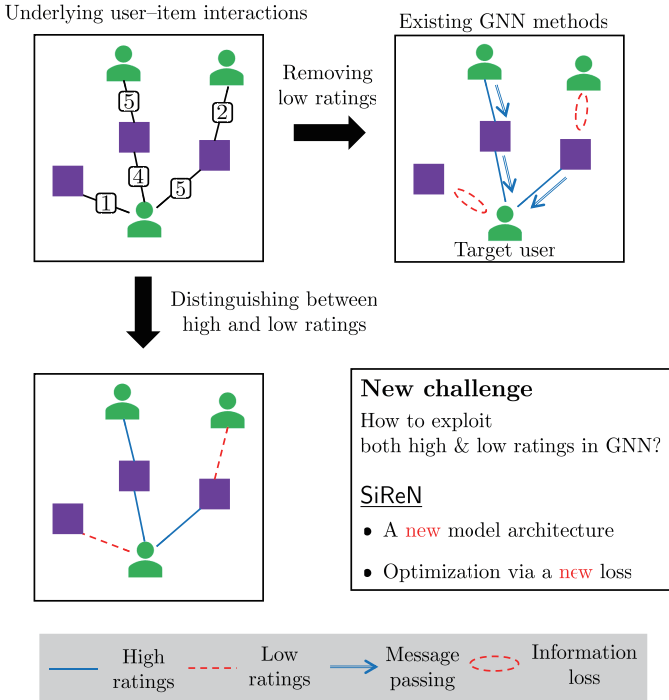 Underlying user–item interactions
5
2
4
5
1
Removing
low ratings
Existing GNN methods
Target user
Distinguishing between
high and low ratings
New challenge
How to exploit
both high & low ratings in GNN?
SiReN
• A new model architecture
• Optimization via a new loss
High
ratings
Low
ratings
Message
passing
Information
loss